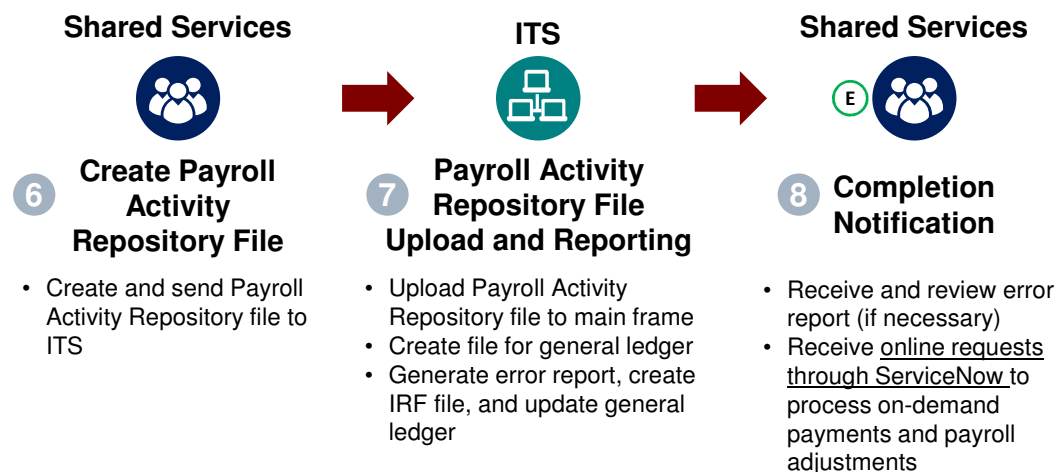 Shared Services
6
Create Payroll
Activity
Repository File
• Create and send Payroll
Activity Repository file to
ITS
ITS
7
Payroll Activity
Repository File
Upload and Reporting
• Upload Payroll Activity
Repository file to main frame
• Create file for general ledger
• Generate error report, create
IRF file, and update general
ledger
Shared Services
E
8
Completion
Notification
• Receive and review error
report (if necessary)
• Receive online requests
through ServiceNow to
process on-demand
payments and payroll
adjustments